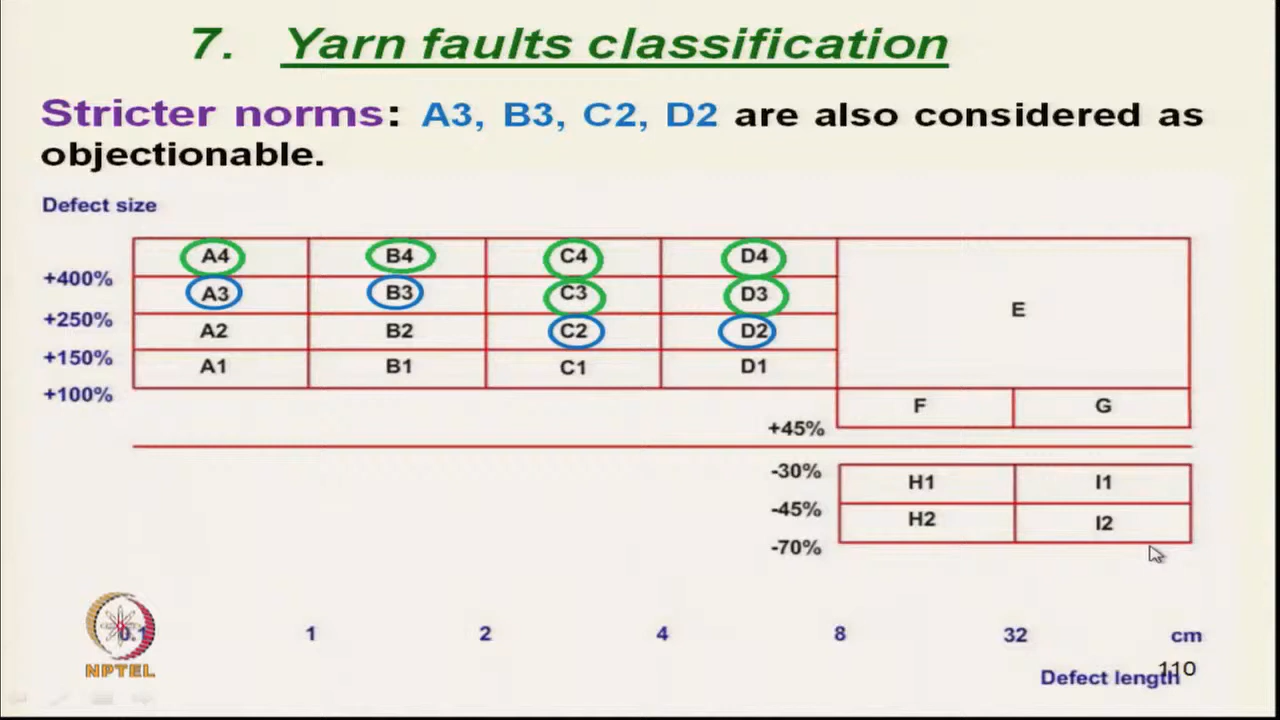 7. Yarn faults classification
Stricter norms: A3, B3, C2, D2 are also considered as
objectionable.
Defect size
A4 B4 C4 D4
+400%
A3 B3 C3 D3
E
+250%
A2 B2 C2 D2
+150%
A1 B1 C1 D1
+100%
F G
+45%
-30%
H1 I1
-45%
H2 I2
-70%
0.1 1 2 4 8 32 cm
NPTEL
Defect length
110